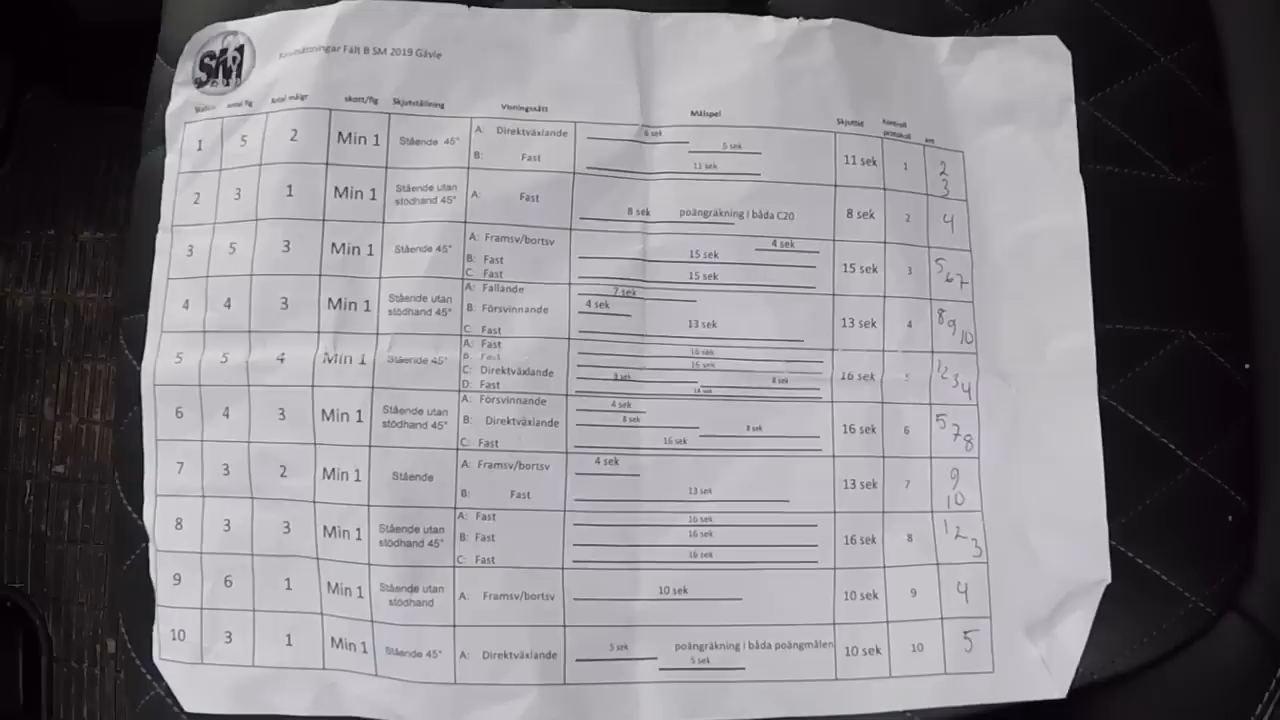 SM
Fält B SM 2019 Gävle
Antal fig Antal målgr skott/fig Skjutställning Visningssätt Målspel Skjuttid Kontroll protokoll
1 5 2 Min 1 Stående 45° A: Direktväxlande 6 sek 5 sek 11 sek 1 2
B: Fast 11 sek 3
2 3 1 Min 1 Stående utan stödhand 45° A: Fast 8 sek poängräkning i båda C20 8 sek 2 4
3 5 3 Min 1 Stående 45° A: Framsv/bortsv 4 sek 15 sek 3 5 6 7
B: Fast 15 sek
C: Fast 15 sek
4 4 3 Min 1 Stående utan stödhand 45° A: Fallande 7 sek 13 sek 4 8 9 10
B: Försvinnande 4 sek
C: Fast 13 sek
5 5 4 Min 1 Stående 45° A: Fast 16 sek 16 sek 5 1 2 3 4
B: Fast 16 sek
C: Direktväxlande 8 sek 8 sek
D: Fast 16 sek
6 4 3 Min 1 Stående utan stödhand 45° A: Försvinnande 4 sek 16 sek 6 5 7 8
B: Direktväxlande 8 sek 8 sek
C: Fast 16 sek
7 3 2 Min 1 Stående A: Framsv/bortsv 4 sek 13 sek 7 9
B: Fast 13 sek 10
8 3 3 Min 1 Stående utan stödhand 45° A: Fast 16 sek 16 sek 8 1 2 3
B: Fast 16 sek
C: Fast 16 sek
9 6 1 Min 1 Stående utan stödhand A: Framsv/bortsv 10 sek 10 sek 9 4
10 3 1 Min 1 Stående 45° A: Direktväxlande 5 sek poängräkning i båda poängmålen 10 sek 10 5
5 sek